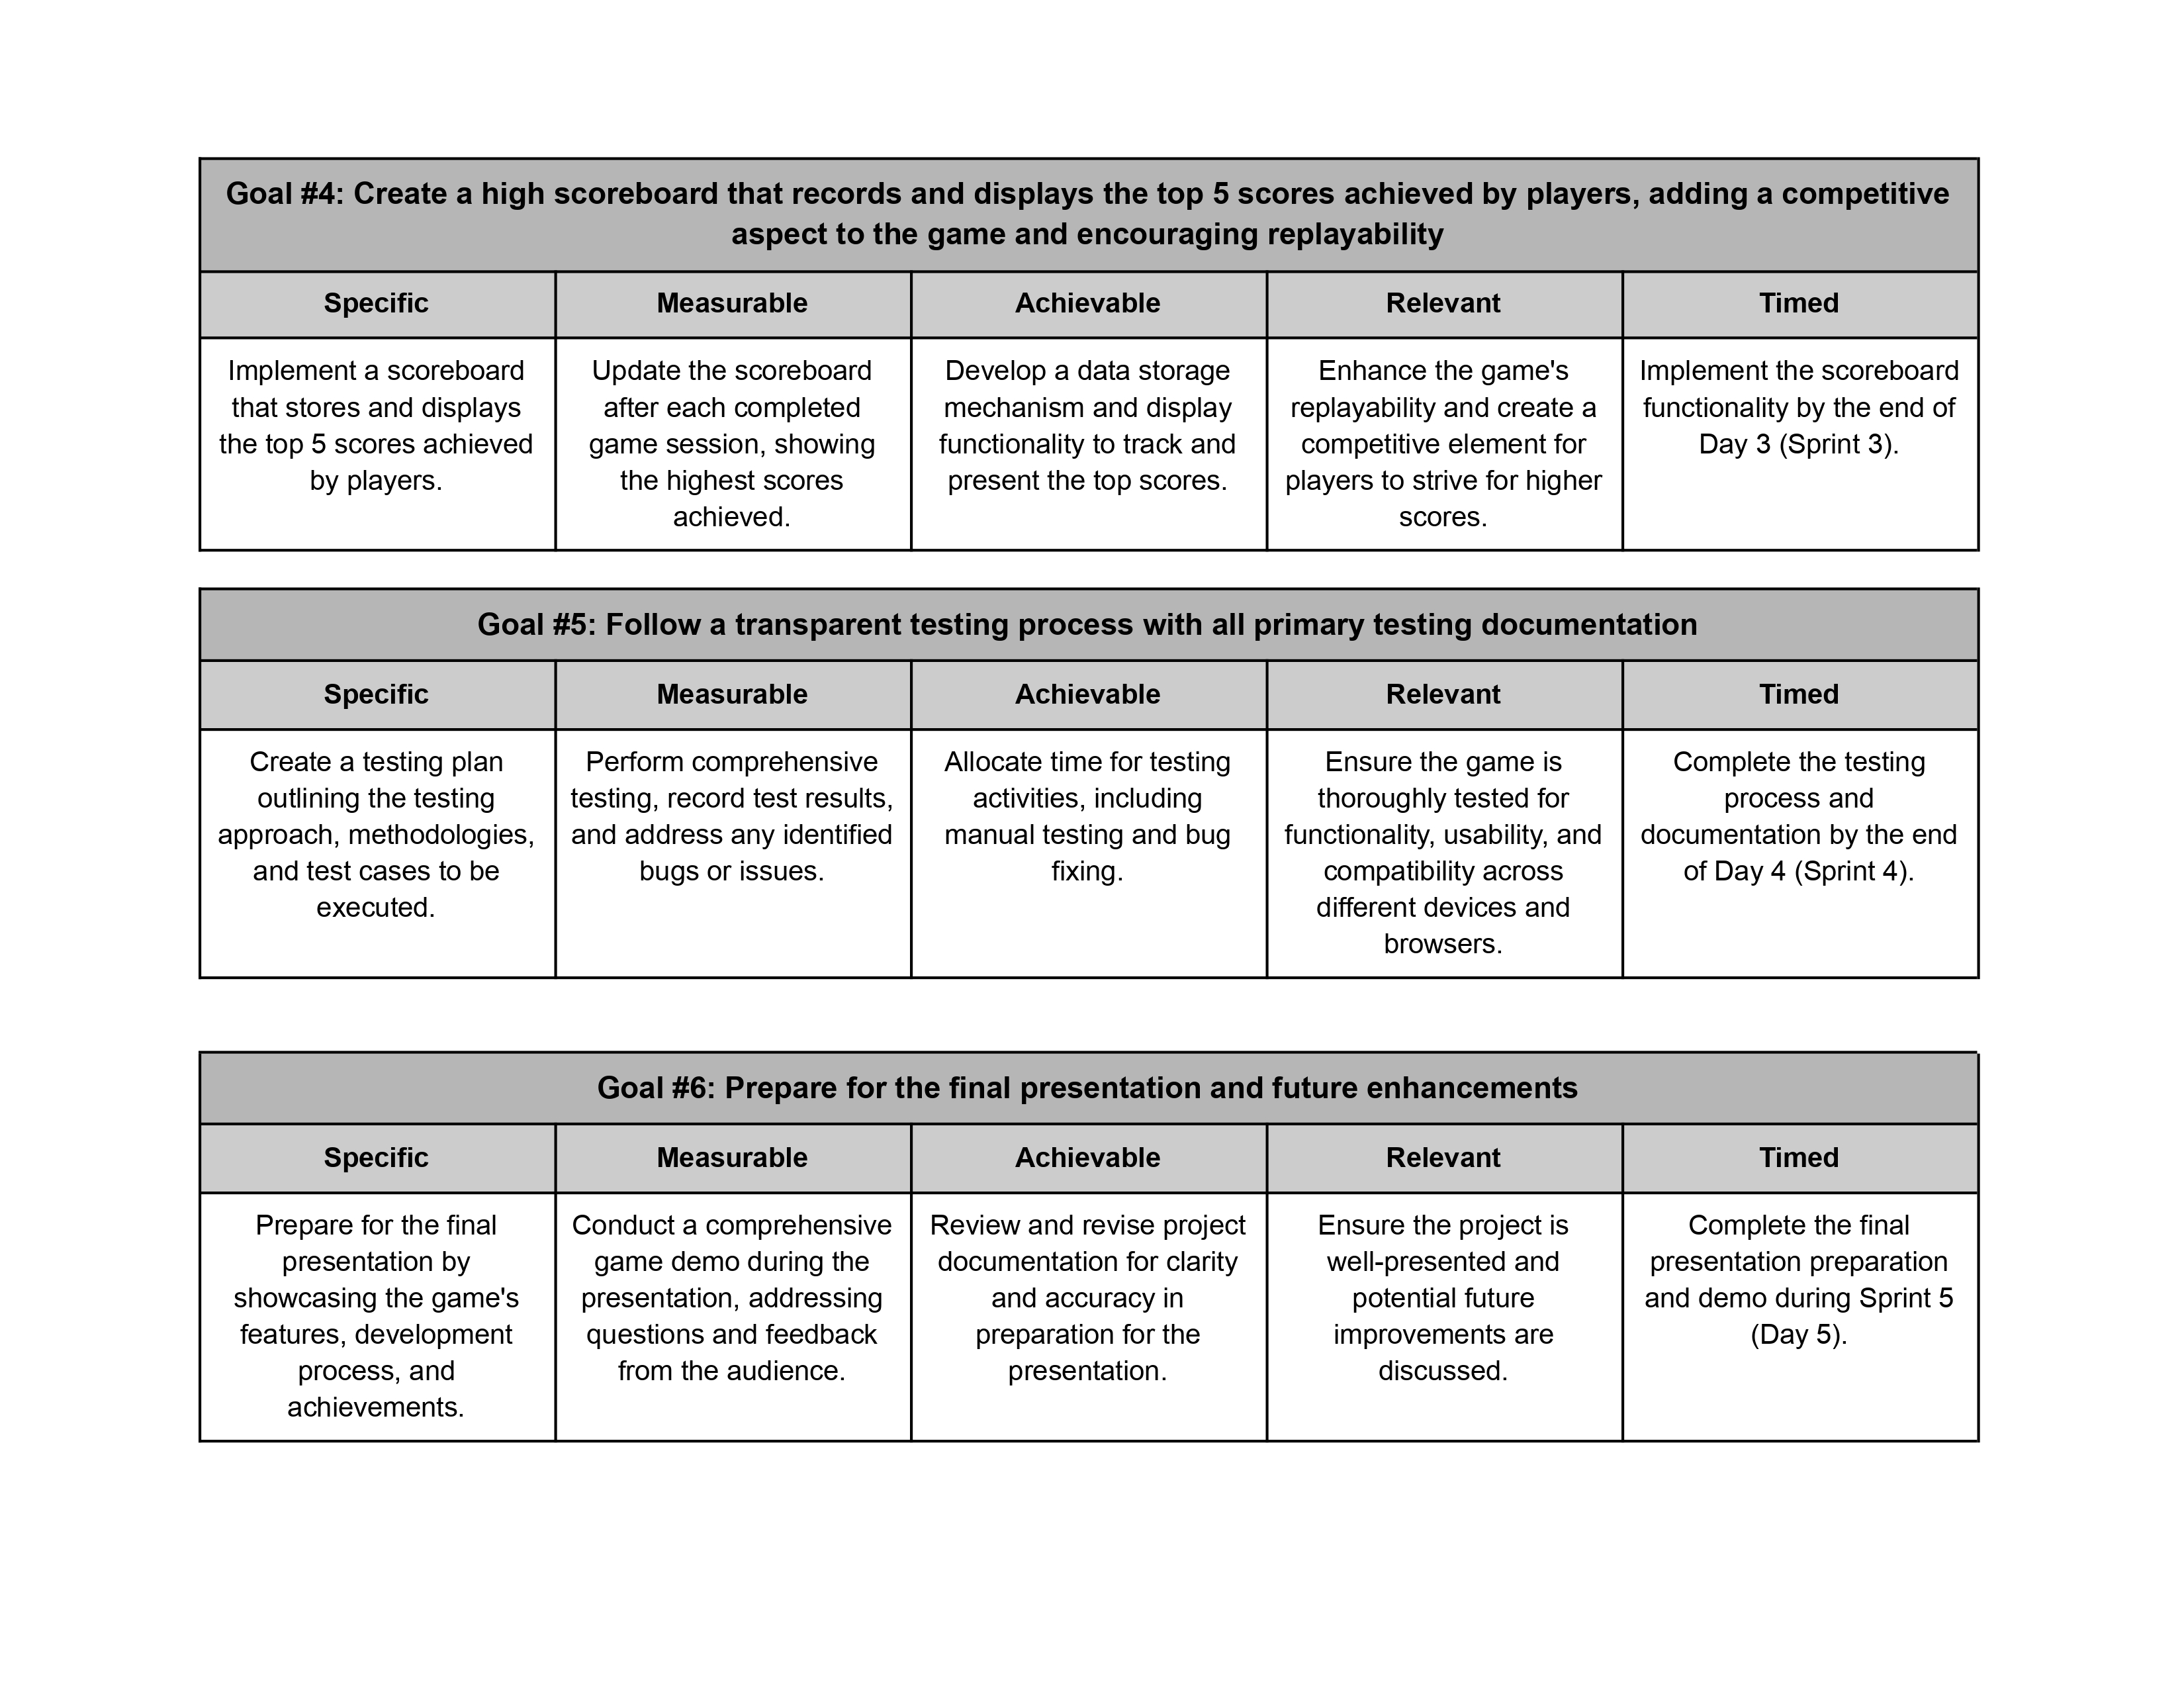 Goal #4: Create a high scoreboard that records and displays the top 5 scores achieved by players, adding a competitive
aspect to the game and encouraging replayability
Specific
Measurable
Achievable
Relevant
Timed
Implement a scoreboard
that stores and displays
the top 5 scores achieved
by players.
Update the scoreboard
after each completed
game session, showing
the highest scores
achieved.
Develop a data storage
mechanism and display
functionality to track and
present the top scores.
Enhance the game's
replayability and create a
competitive element for
players to strive for higher
scores.
Implement the scoreboard
functionality by the end of
Day 3 (Sprint 3).
Goal #5: Follow a transparent testing process with all primary testing documentation
Specific
Measurable
Achievable
Relevant
Timed
Create a testing plan
outlining the testing
approach, methodologies,
and test cases to be
executed.
Perform comprehensive
testing, record test results,
and address any identified
bugs or issues.
Allocate time for testing
activities, including
manual testing and bug
fixing.
Ensure the game is
thoroughly tested for
functionality, usability, and
compatibility across
different devices and
browsers.
Complete the testing
process and
documentation by the end
of Day 4 (Sprint 4).
Goal #6: Prepare for the final presentation and future enhancements
Specific
Measurable
Achievable
Relevant
Timed
Prepare for the final
presentation by
showcasing the game's
features, development
process, and
achievements.
Conduct a comprehensive
game demo during the
presentation, addressing
questions and feedback
from the audience.
Review and revise project
documentation for clarity
and accuracy in
preparation for the
presentation.
Ensure the project is
well-presented and
potential future
improvements are
discussed.
Complete the final
presentation preparation
and demo during Sprint 5
(Day 5).